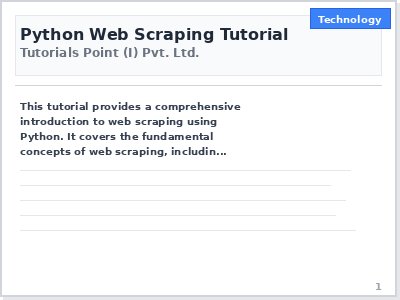 Technology
Python Web Scraping Tutorial
Tutorials Point (I) Pvt. Ltd.
This tutorial provides a comprehensive
introduction to web scraping using
Python. It covers the fundamental
concepts of web scraping, includin...
1